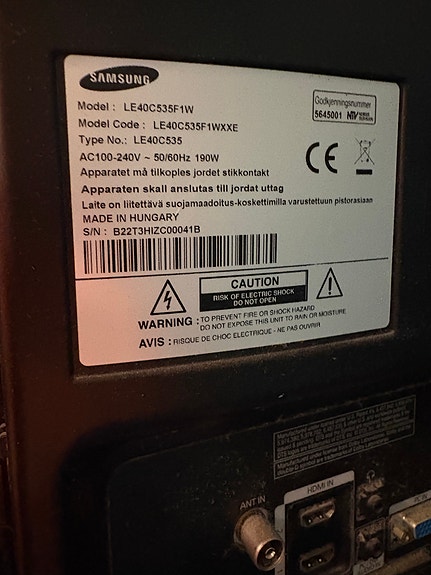 SAMSUNG
Model : LE40C535F1W
Model Code : LE40C535F1WXXE
Type No.: LE40C535
AC100-240V ~ 50/60Hz 190W
Apparatet må tilkoples jordet stikkontakt
Apparaten skall anslutas till jordat uttag
Laite on liitettävä suojamaadoitus-koskettimilla varustettuun pistorasiaan
MADE IN HUNGARY
S/N : B22T3HIZC00041B
Godkjenningsnummer
5645001 NTV
CE
CAUTION
RISK OF ELECTRIC SHOCK
DO NOT OPEN
WARNING : TO PREVENT FIRE OR SHOCK HAZARD
DO NOT EXPOSE THIS UNIT TO RAIN OR MOISTURE
AVIS : RISQUE DE CHOC ELECTRIQUE - NE PAS OUVRIR
ANT IN
HDMI IN